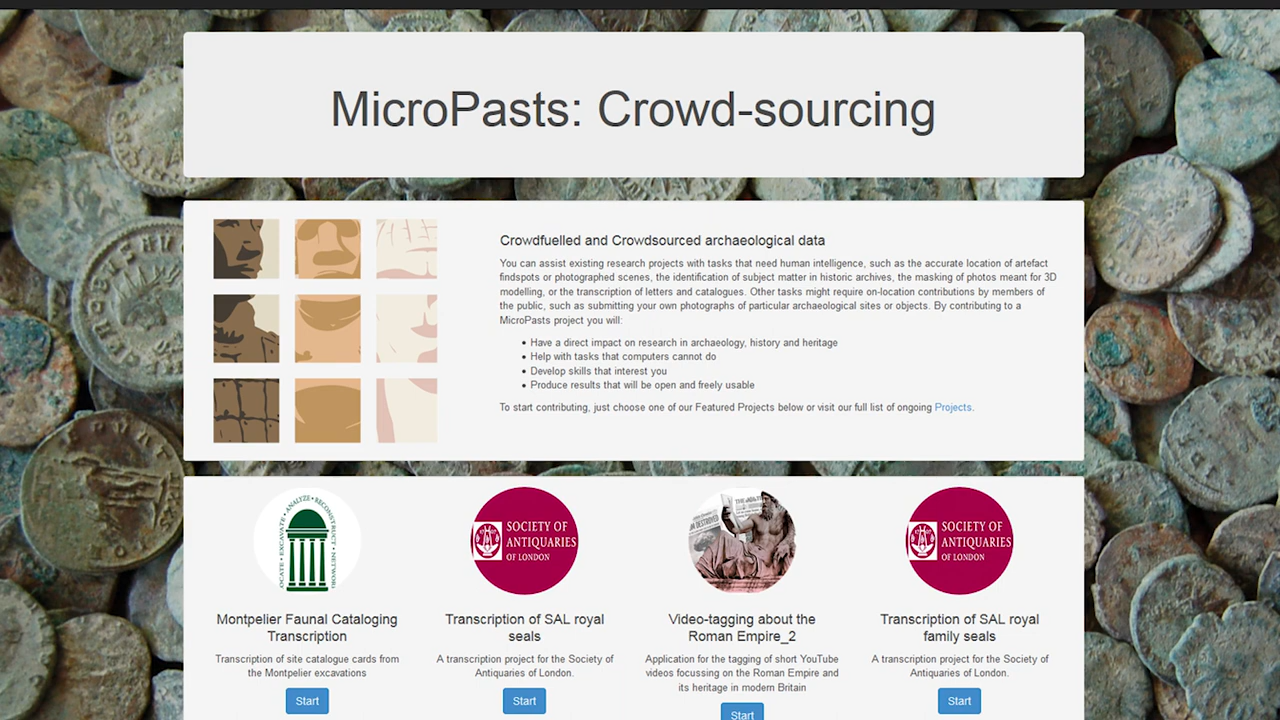 MicroPasts: Crowd-sourcing
Crowdfuelled and Crowdsourced archaeological data
You can assist existing research projects with tasks that need human intelligence, such as the accurate location of artefact
findspots or photographed scenes, the identification of subject matter in historic archives, the masking of photos meant for 3D
modelling, or the transcription of letters and catalogues. Other tasks might require on-location contributions by members of
the public, such as submitting your own photographs of particular archaeological sites or objects. By contributing to a
MicroPasts project you will:
• Have a direct impact on research in archaeology, history and heritage
• Help with tasks that computers cannot do
• Develop skills that interest you
• Produce results that will be open and freely usable
To start contributing, just choose one of our Featured Projects below or visit our full list of ongoing Projects.
EXCAVATE • ANALYZE • RECONSTRUCT • NETWORK
SOCIETY OF
ANTIQUARIES
OF LONDON
SOCIETY OF
ANTIQUARIES
OF LONDON
Montpelier Faunal Cataloging
Transcription
Transcription of SAL royal
seals
Video-tagging about the
Roman Empire_2
Transcription of SAL royal
family seals
Transcription of site catalogue cards from
the Montpelier excavations
A transcription project for the Society of
Antiquaries of London.
Application for the tagging of short YouTube
videos focussing on the Roman Empire and
its heritage in modern Britain
A transcription project for the Society of
Antiquaries of London.
Start
Start
Start
Start